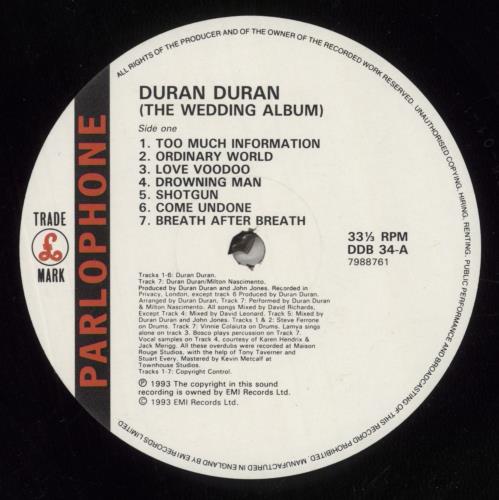 ALL RIGHTS OF THE PRODUCER AND OF THE OWNER OF THE RECORDED WORK RESERVED. UNAUTHORISED COPYING, HIRING, RENTING, PUBLIC PERFORMANCE AND BROADCASTING OF THIS RECORD PROHIBITED. MANUFACTURED IN ENGLAND BY EMI RECORDS LIMITED
PARLOPHONE
TRADE
£
MARK
DURAN DURAN
(THE WEDDING ALBUM)
Side one
1. TOO MUCH INFORMATION
2. ORDINARY WORLD
3. LOVE VOODOO
4. DROWNING MAN
5. SHOTGUN
6. COME UNDONE
7. BREATH AFTER BREATH
33⅓ RPM
DDB 34-A
7988761
Tracks 1-6: Duran Duran.
Track 7: Duran Duran/Milton Nascimento.
Produced by Duran Duran and John Jones. Recorded in
Privacy, London, except track 6 Produced by Duran Duran.
Arranged by Duran Duran, Track 7: Performed by Duran Duran
& Milton Nascimento. All songs Mixed by David Richards,
Except Track 4: Mixed by David Leonard. Track 5: Mixed by
Duran Duran and John Jones. Tracks 1 & 2: Steve Ferrone
on Drums. Track 7: Vinnie Colaiuta on Drums. Lamya sings
alone on track 3. Bosco plays percussion on Track 7.
Vocal samples on Track 4, courtesy of Karen Hendrix &
Jack Merigg. All these overdubs were recorded at Maison
Rouge Studios, with the help of Tony Taverner and
Stuart Every. Mastered by Kevin Metcalf at
Townhouse Studios.
Tracks 1-7: Copyright Control.
℗ 1993 The copyright in this sound
recording is owned by EMI Records Ltd.
© 1993 EMI Records Ltd.